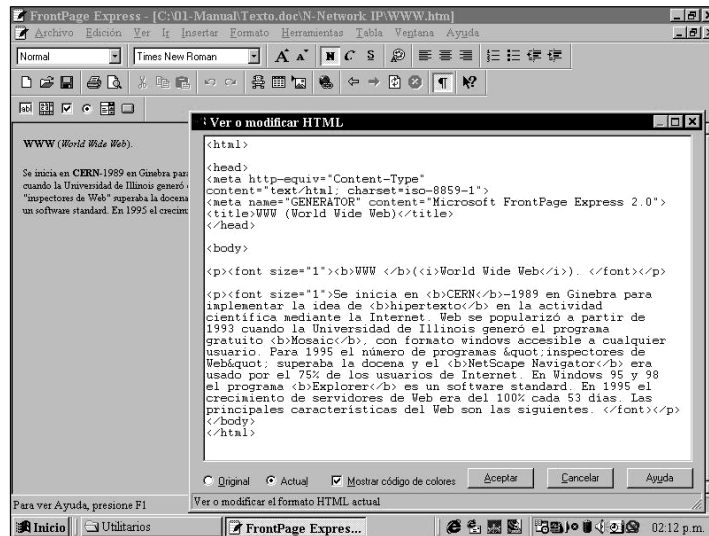 FrontPage Express - [C:\01-Manual\Texto.doc\N-Network IP\WWW.htm]
Archivo Edición Ver Ir Insertar Formato Herramientas Tabla Ventana Ayuda
Normal Times New Roman A A N C S
WWW (World Wide Web).
Se inicia en CERN-1989 en Ginebra para
cuando la Universidad de Illinois generó
"inspectores de Web" superaba la docena
un software standard. En 1995 el crecim
Ver o modificar HTML
<html>
<head>
<meta http-equiv="Content-Type"
content="text/html; charset=iso-8859-1">
<meta name="GENERATOR" content="Microsoft FrontPage Express 2.0">
<title>WWW (World Wide Web)</title>
</head>
<body>
<p><font size="1"><b>WWW </b>(<i>World Wide Web</i>). </font></p>
<p><font size="1">Se inicia en <b>CERN</b>-1989 en Ginebra para
implementar la idea de <b>hipertexto</b> en la actividad
científica mediante la Internet. Web se popularizó a partir de
1993 cuando la Universidad de Illinois generó el programa
gratuito <b>Mosaic</b>, con formato windows accesible a cualquier
usuario. Para 1995 el número de programas &quot;inspectores de
Web&quot; superaba la docena y el <b>NetScape Navigator</b> era
usado por el 75% de los usuarios de Internet. En Windows 95 y 98
el programa <b>Explorer</b> es un software standard. En 1995 el
crecimiento de servidores de Web era del 100% cada 53 días. Las
principales características del Web son las siguientes. </font></p>
</body>
</html>
Original Actual Mostrar código de colores Aceptar Cancelar Ayuda
Ver o modificar el formato HTML actual
Para ver Ayuda, presione F1
Inicio Utilitarios FrontPage Expres... 02:12 p.m.